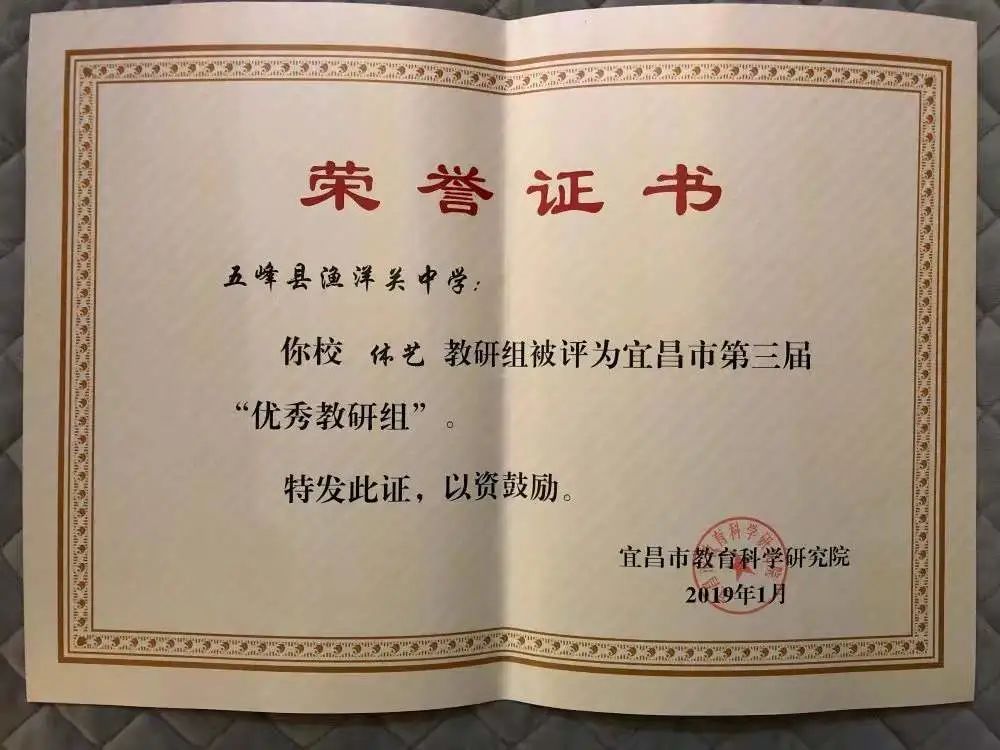 荣誉证书
五峰县渔洋关中学：
你校 体艺 教研组被评为宜昌市第三届
“优秀教研组”。
特发此证，以资鼓励。
宜昌市教育科学研究院
2019年1月